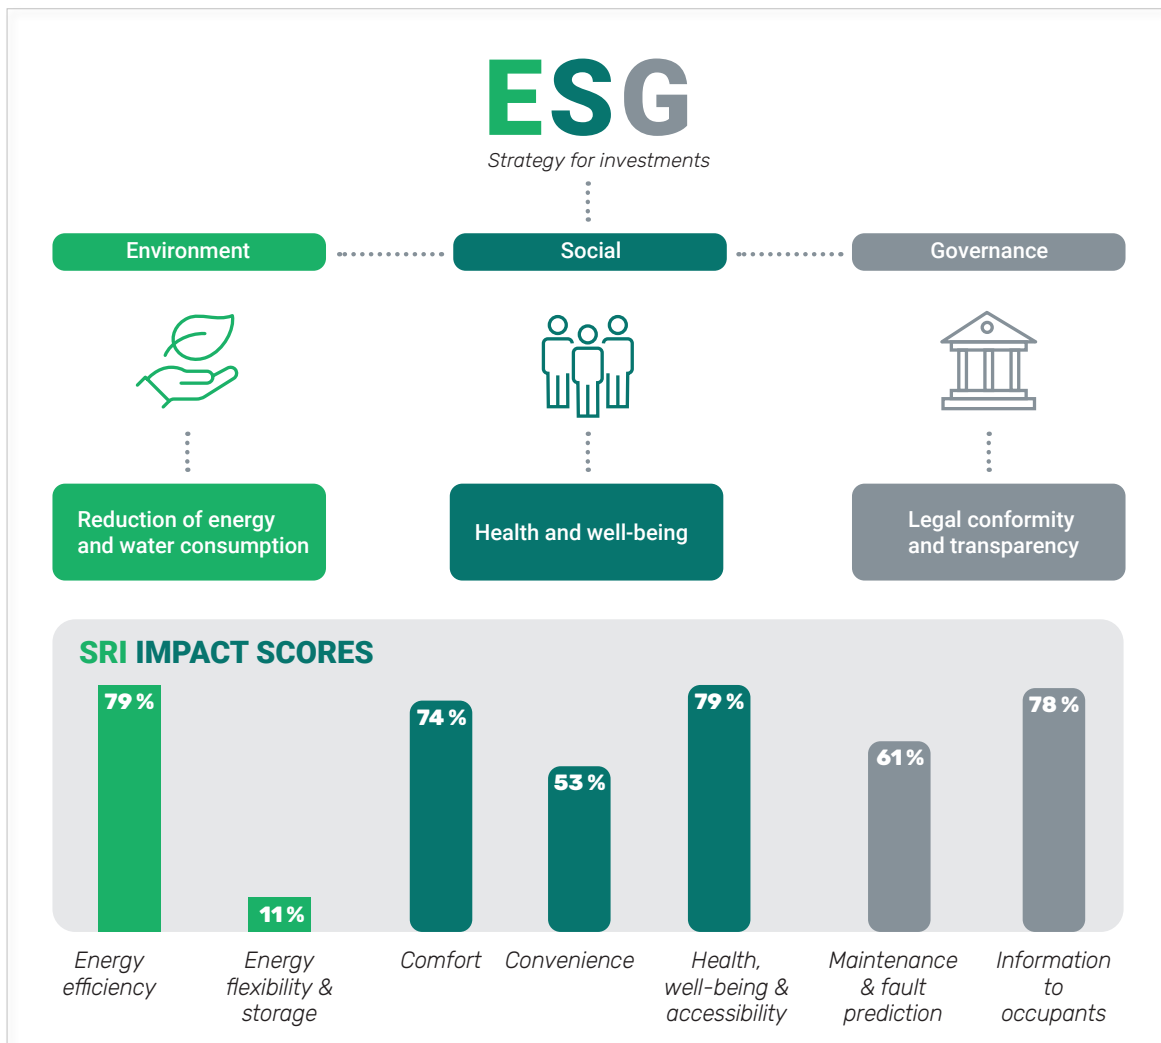 ESG
Strategy for investments
Environment
Social
Governance
Reduction of energy
and water consumption
Health and well-being
Legal conformity
and transparency
SRI IMPACT SCORES
79 %
11 %
74 %
53 %
79 %
61 %
78 %
Energy
efficiency
Energy
flexibility &
storage
Comfort
Convenience
Health,
well-being &
accessibility
Maintenance
& fault
prediction
Information
to
occupants